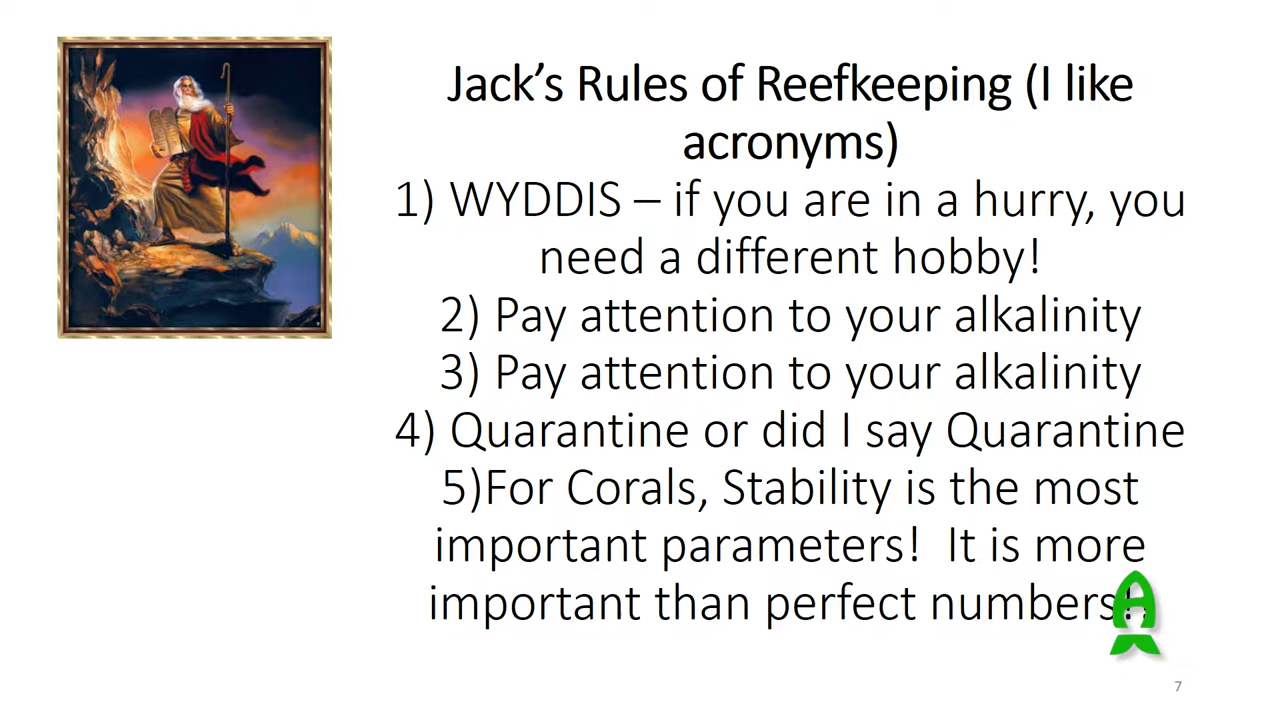 Jack’s Rules of Reefkeeping (I like
acronyms)
1) WYDDIS – if you are in a hurry, you
need a different hobby!
2) Pay attention to your alkalinity
3) Pay attention to your alkalinity
4) Quarantine or did I say Quarantine
5)For Corals, Stability is the most
important parameters!  It is more
important than perfect numbers!!
7